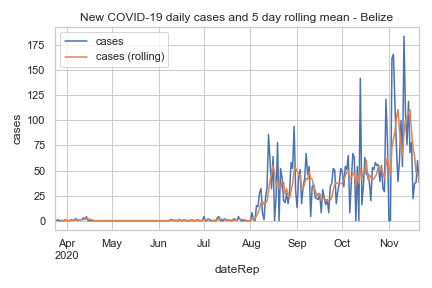 New COVID-19 daily cases and 5 day rolling mean - Belize
cases
cases (rolling)
175
150
125
100
75
50
25
0
cases
Apr May Jun Jul Aug Sep Oct Nov
2020
dateRep